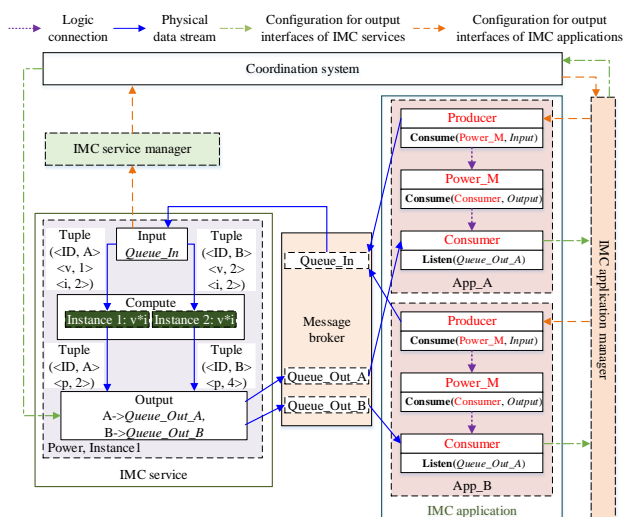 Logic connection
Physical data stream
Configuration for output interfaces of IMC services
Configuration for output interfaces of IMC applications
Coordination system
IMC service manager
Tuple
(<ID, A>
<v, 1>
<i, 2>)
Input
Queue_In
Tuple
(<ID, B>
<v, 2>
<i, 2>)
Compute
Instance 1: v*i
Instance 2: v*i
Tuple
(<ID, A>
<p, 2>)
Tuple
(<ID, B>
<p, 4>)
Output
A->Queue_Out_A,
B->Queue_Out_B
Power, Instance1
IMC service
Queue_In
Message
broker
Queue_Out_A
Queue_Out_B
Producer
Consume(Power_M, Input)
Power_M
Consume(Consumer, Output)
Consumer
Listen(Queue_Out_A)
App_A
Producer
Consume(Power_M, Input)
Power_M
Consume(Consumer, Output)
Consumer
Listen(Queue_Out_A)
App_B
IMC application
IMC application manager